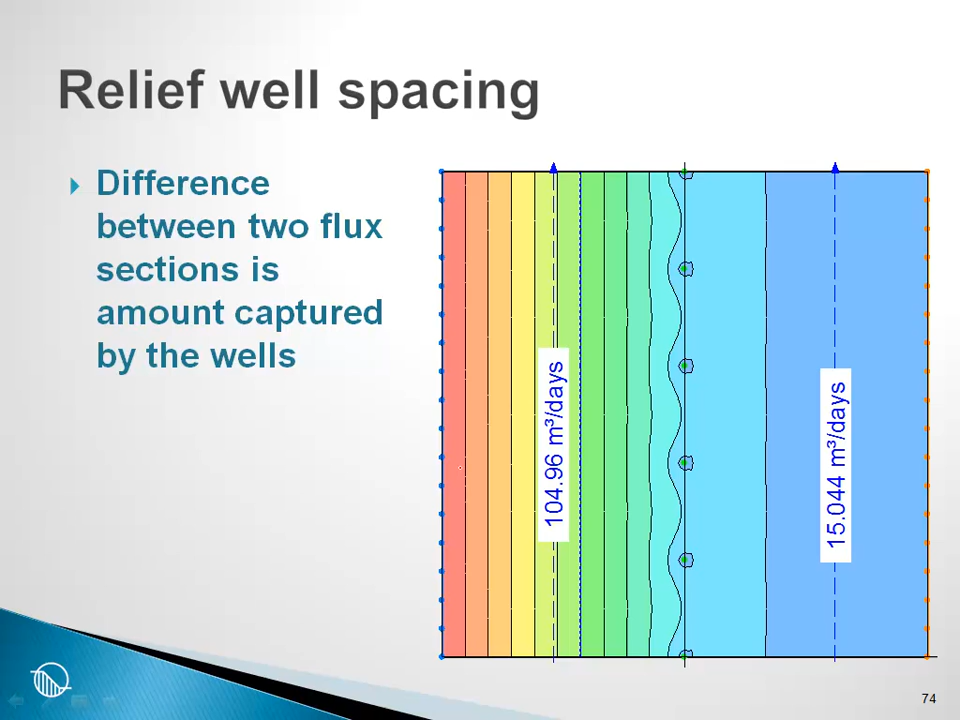 Relief well spacing
Difference
between two flux
sections is
amount captured
by the wells
104.96 m³/days
15.044 m³/days
74